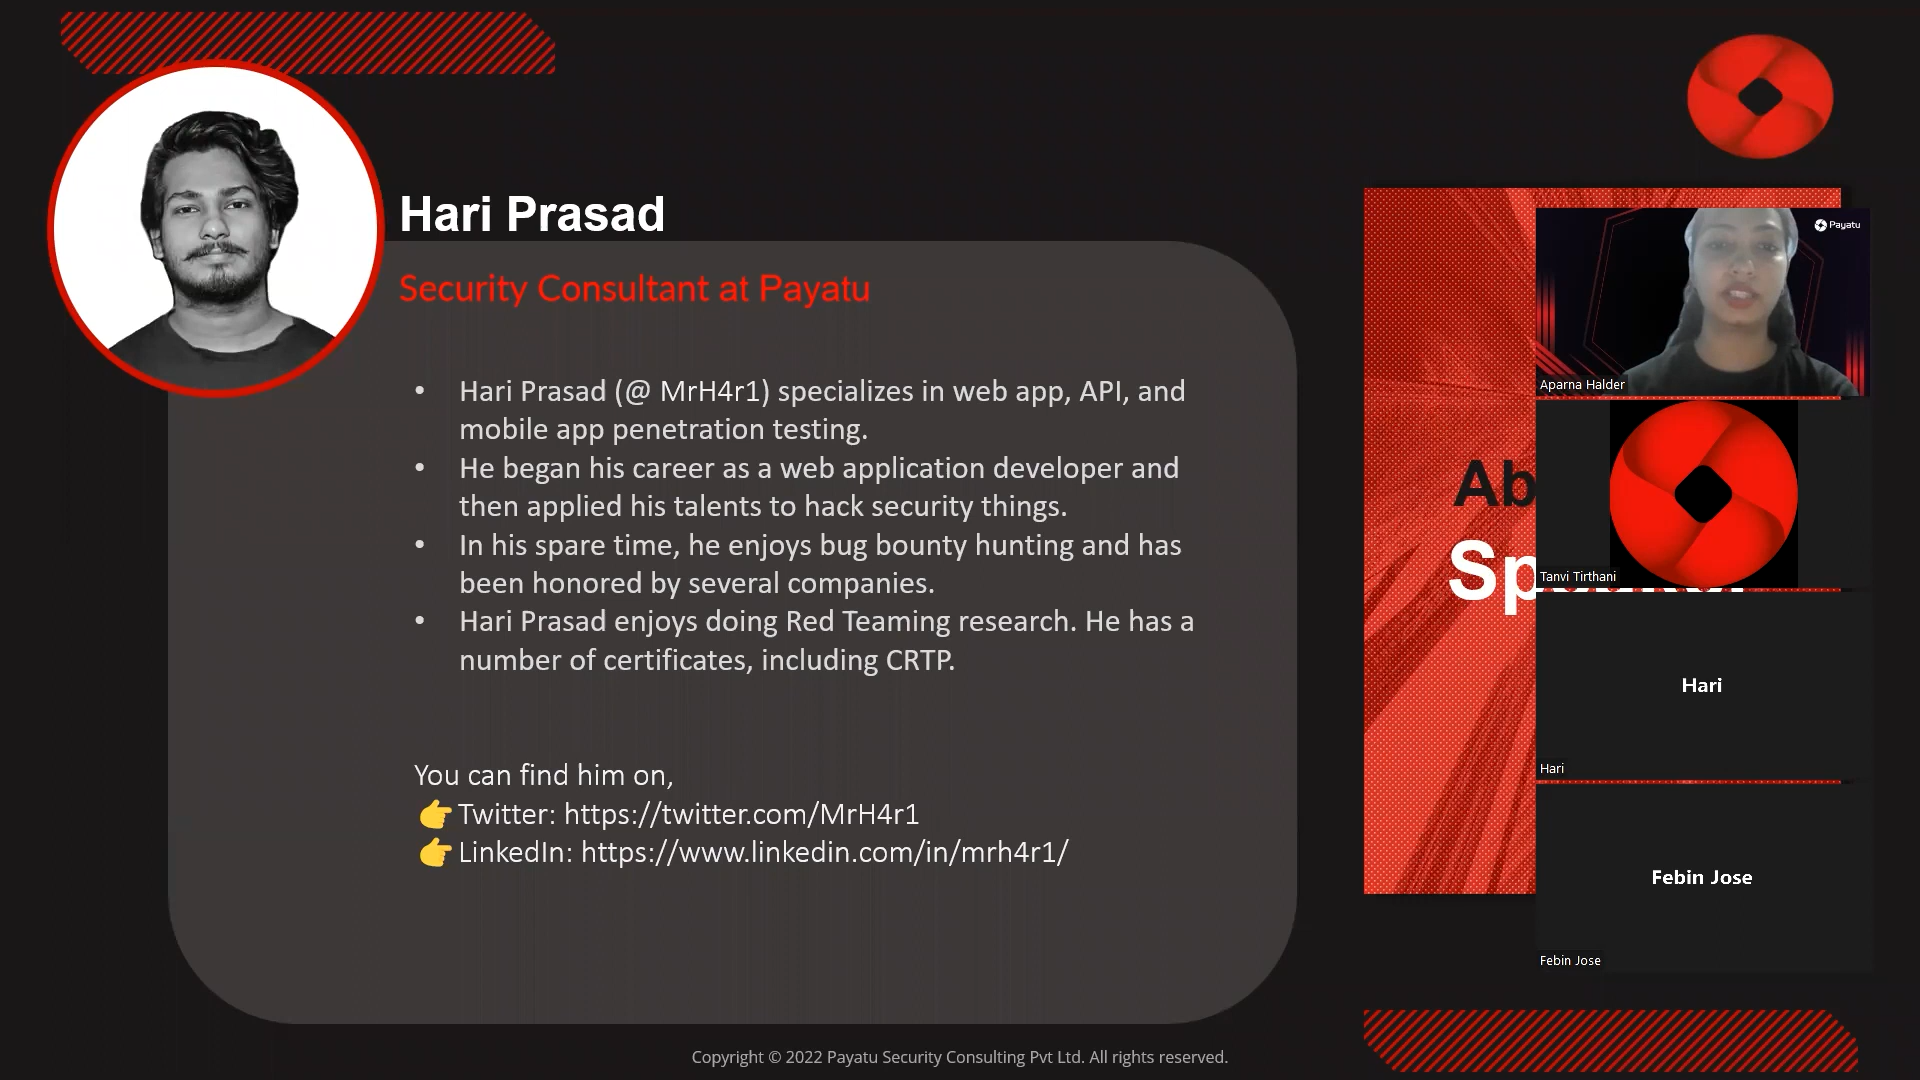 Hari Prasad
Security Consultant at Payatu
• Hari Prasad (@ MrH4r1) specializes in web app, API, and
mobile app penetration testing.
• He began his career as a web application developer and
then applied his talents to hack security things.
• In his spare time, he enjoys bug bounty hunting and has
been honored by several companies.
• Hari Prasad enjoys doing Red Teaming research. He has a
number of certificates, including CRTP.
You can find him on,
👉Twitter: https://twitter.com/MrH4r1
👉LinkedIn: https://www.linkedin.com/in/mrh4r1/
Ab
Sp
Payatu
Aparna Halder
Tanvi Tirthani
Hari
Hari
Febin Jose
Febin Jose
Copyright © 2022 Payatu Security Consulting Pvt Ltd. All rights reserved.